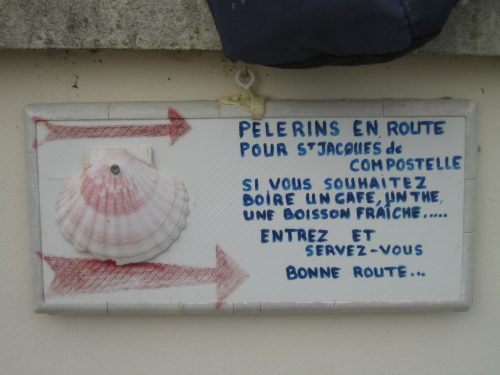 PELERINS EN ROUTE
POUR ST JACQUES de
COMPOSTELLE
SI VOUS SOUHAITEZ
BOIRE UN CAFE, UN THE,
UNE BOISSON FRAÎCHE.....
ENTREZ ET
SERVEZ-VOUS
BONNE ROUTE...